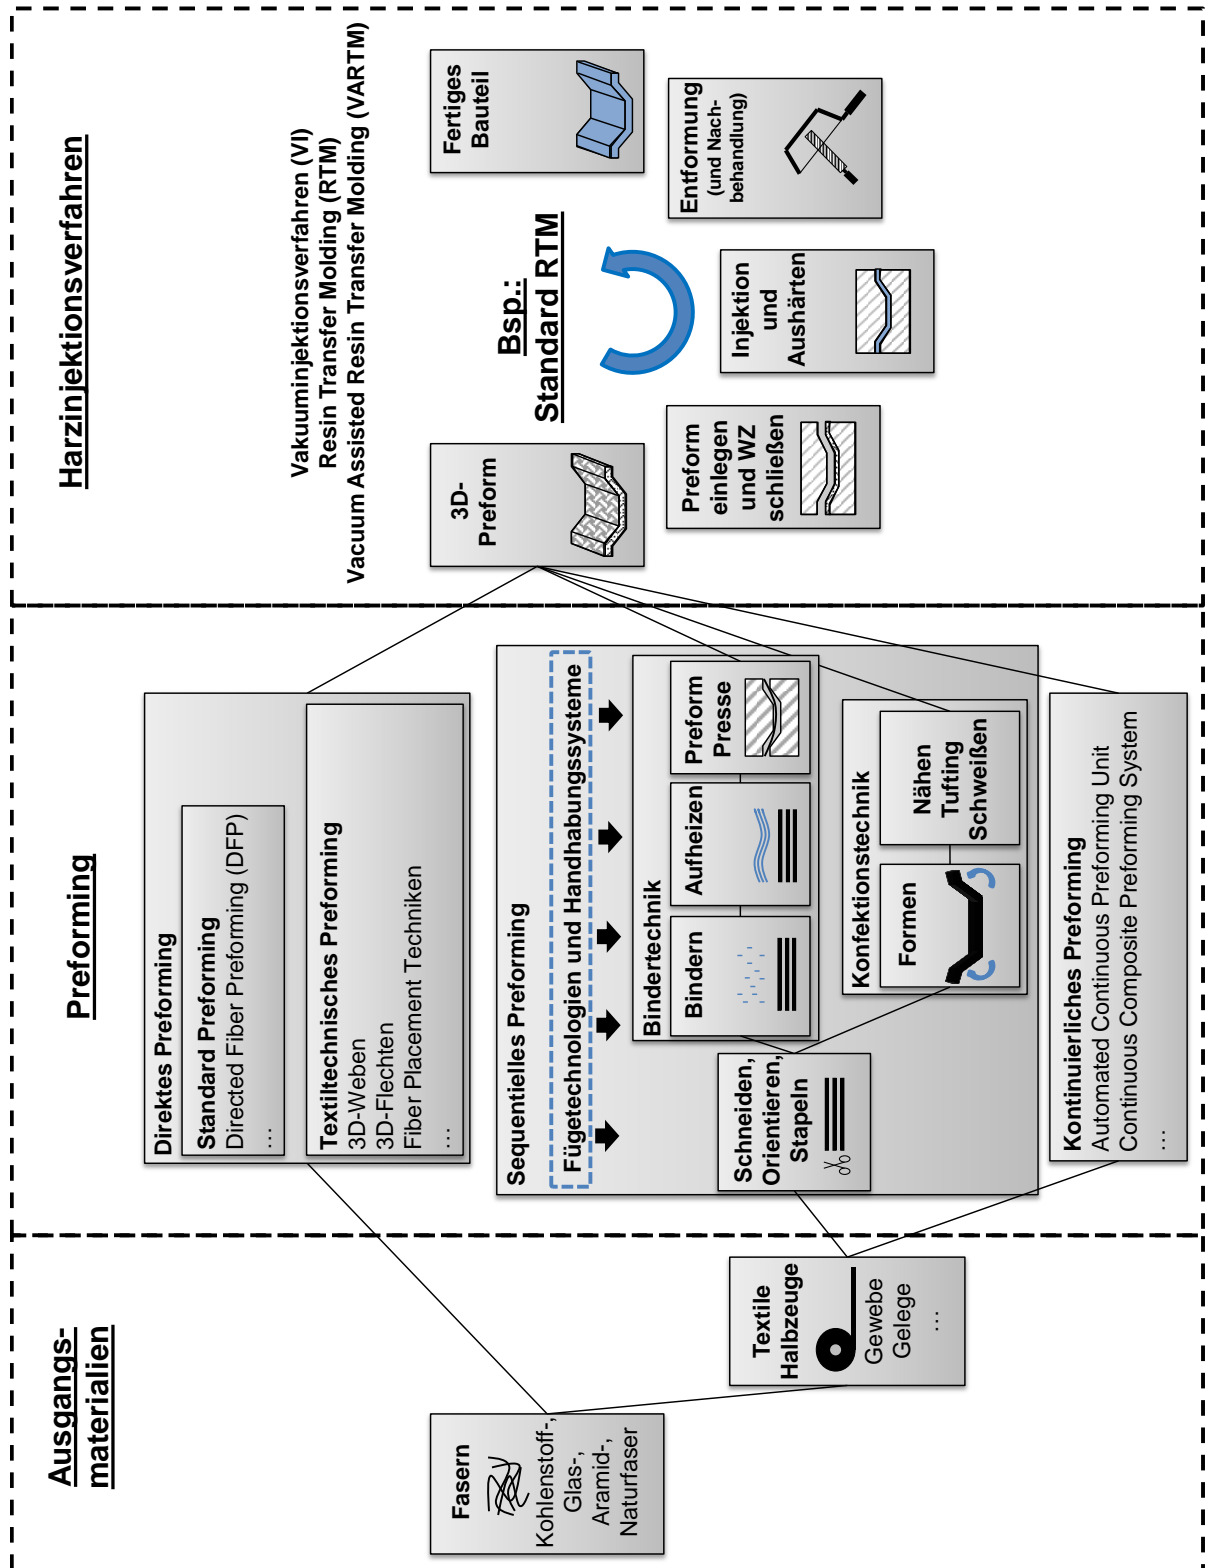 Ausgangs-
materialien
Fasern
Kohlenstoff-,
Glas-,
Aramid-,
Naturfaser
Textile
Halbzeuge
Gewebe
Gelege
…
Preforming
Direktes Preforming
Standard Preforming
Directed Fiber Preforming (DFP)
…
Textiltechnisches Preforming
3D-Weben
3D-Flechten
Fiber Placement Techniken
…
Sequentielles Preforming
Fügetechnologien und Handhabungssysteme
Schneiden,
Orientieren,
Stapeln
Bindertechnik
Bindern
Aufheizen
Preform
Presse
Konfektionstechnik
Formen
Nähen
Tufting
Schweißen
Kontinuierliches Preforming
Automated Continuous Preforming Unit
Continuous Composite Preforming System
…
Harzinjektionsverfahren
Vakuuminjektionsverfahren (VI)
Resin Transfer Molding (RTM)
Vacuum Assisted Resin Transfer Molding (VARTM)
3D-
Preform
Bsp.:
Standard RTM
Preform
einlegen
und WZ
schließen
Injektion
und
Aushärten
Entformung
(und Nach-
behandlung)
Fertiges
Bauteil